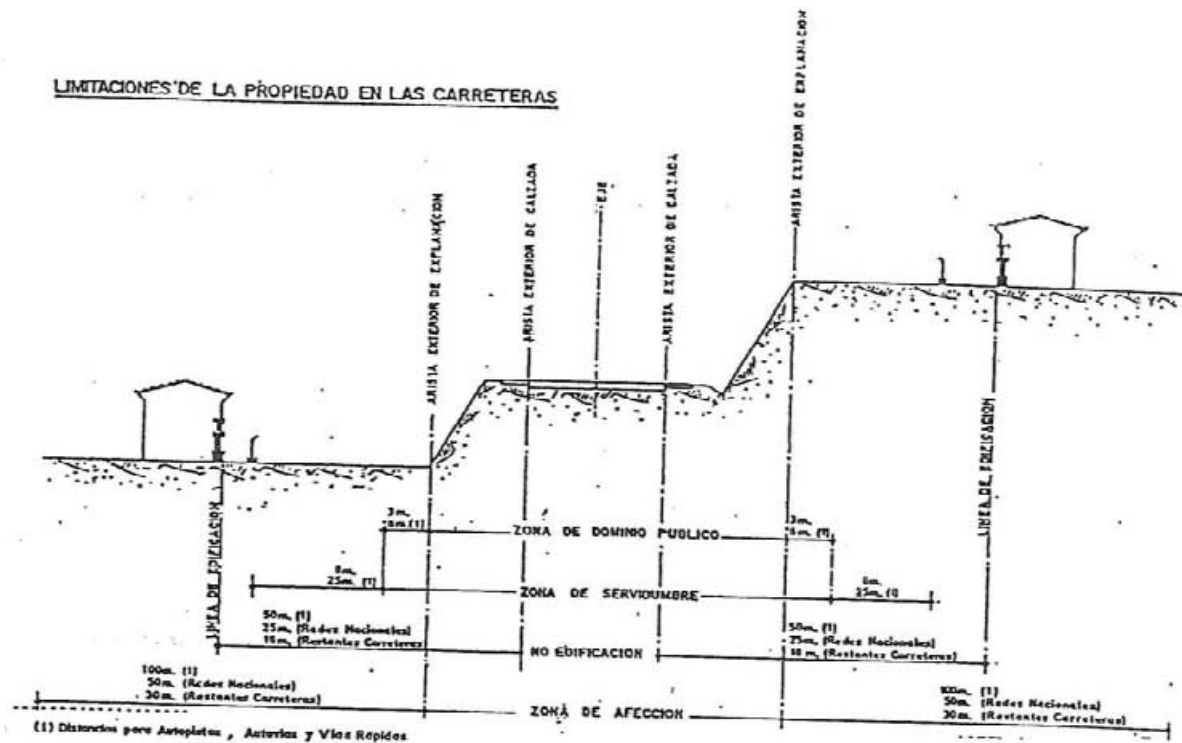 LIMITACIONES DE LA PROPIEDAD EN LAS CARRETERAS
ARISTA EXTERIOR DE EXPLANACION
ARISTA EXTERIOR DE CALZADA
EJE
ARISTA EXTERIOR DE CALZADA
ARISTA EXTERIOR DE EXPLANACION
LINEA DE EDIFICACION
LINEA DE EDIFICACION
3m.
8m. (1)
ZONA DE DOMINIO PUBLICO
3m.
8m. (1)
8m.
25m. (1)
ZONA DE SERVIDUMBRE
8m.
25m. (1)
50m. (1)
25m. (Redes Nacionales)
18m. (Restantes Carreteras
NO EDIFICACION
50m. (1)
25m. (Redes Nacionales)
18 m. (Restantes Carreteras)
100m. (1)
50m. (Redes Nacionales)
30m. (Restantes Carreteras)
ZONA DE AFECCION
100m. (1)
50m. (Redes Nacionales)
30m. (Restantes Carreteras)
(1) Distancias para Autopistas , Autovias y Vias Rapidas